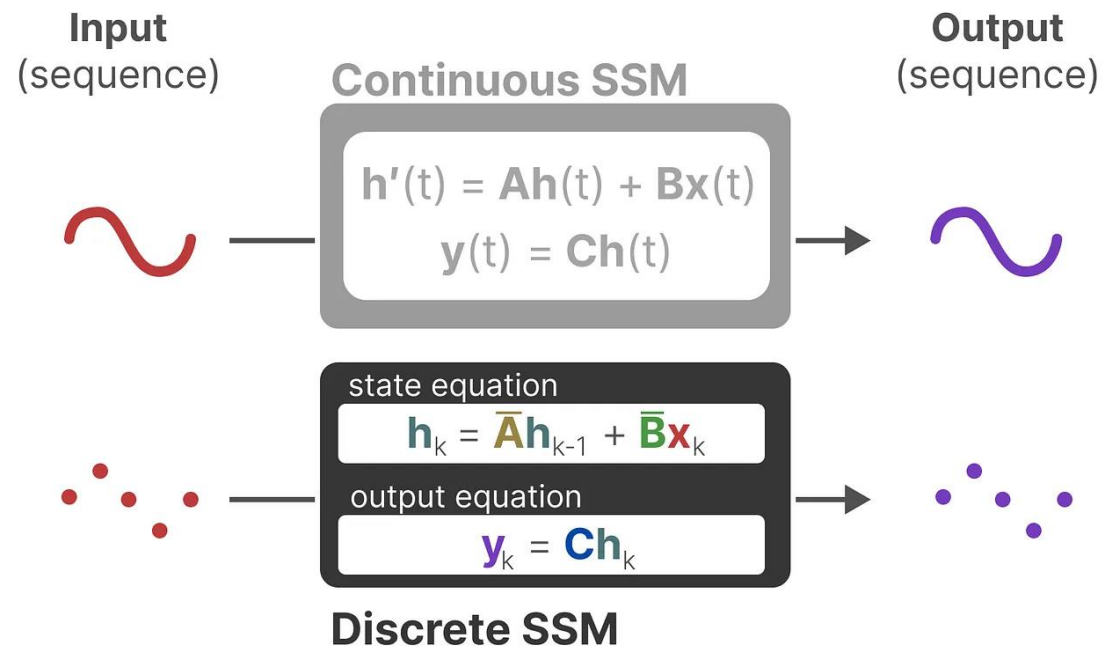 Input
(sequence)
Output
(sequence)
Continuous SSM
h′(t) = Ah(t) + Bx(t)
y(t) = Ch(t)
state equation
hₖ = A̅hₖ₋₁ + B̅xₖ
output equation
yₖ = Chₖ
Discrete SSM